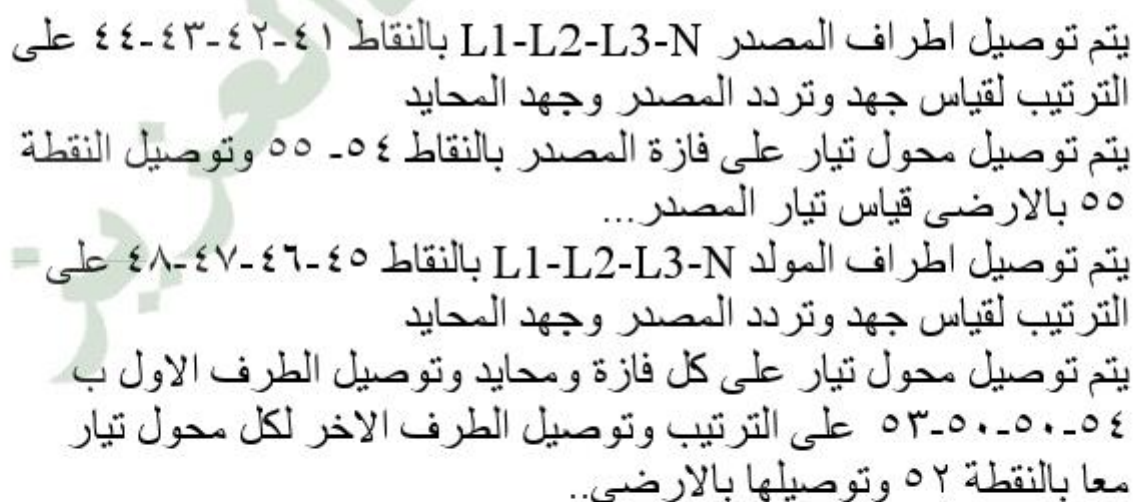 يتم توصيل اطراف المصدر L1-L2-L3-N بالنقاط ٤١-٤٢-٤٣-٤٤ على
الترتيب لقياس جهد وتردد المصدر وجهد المحايد
يتم توصيل محول تيار على فازة المصدر بالنقاط ٥٤- ٥٥ وتوصيل النقطة
٥٥ بالارضى قياس تيار المصدر...
يتم توصيل اطراف المولد L1-L2-L3-N بالنقاط ٤٥-٤٦-٤٧-٤٨ على
الترتيب لقياس جهد وتردد المصدر وجهد المحايد
يتم توصيل محول تيار على كل فازة ومحايد وتوصيل الطرف الاول ب
٥٤-٥٠-٥٠-٥٣ على الترتيب وتوصيل الطرف الاخر لكل محول تيار
معا بالنقطة ٥٢ وتوصيلها بالارضي..